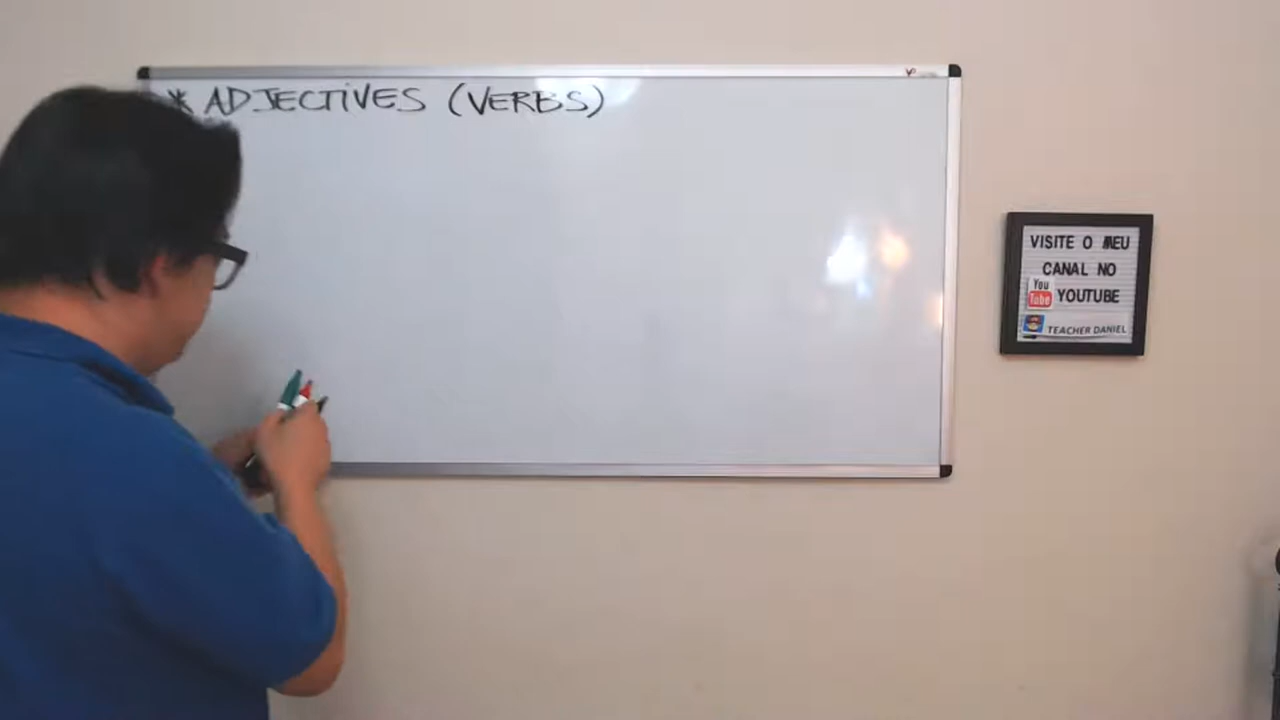 * ADJECTIVES (VERBS)
VISITE O MEU
CANAL NO
You Tube YOUTUBE
TEACHER DANIEL